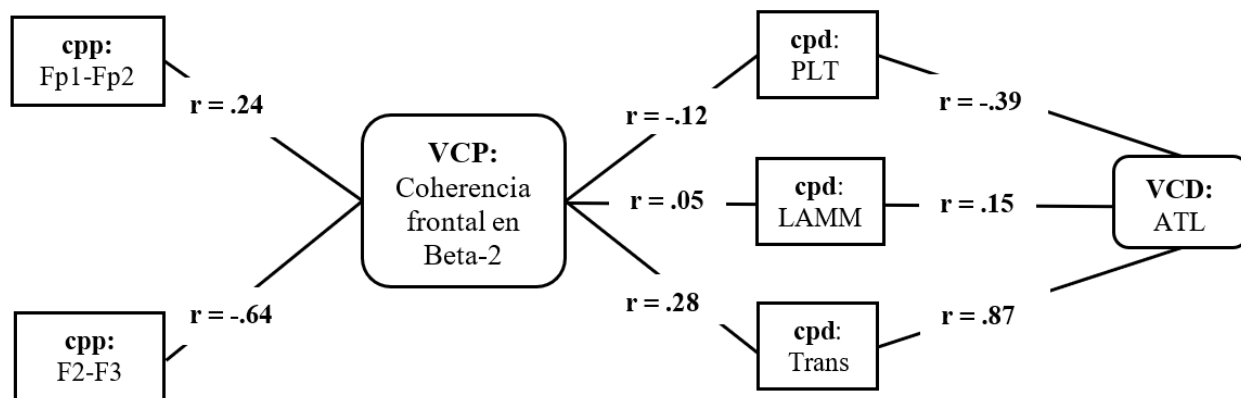 cpp:
Fp1-Fp2
r = .24
cpp:
F2-F3
r = -.64
VCP:
Coherencia
frontal en
Beta-2
r = -.12
r = .05
r = .28
cpd:
PLT
cpd:
LAMM
cpd:
Trans
r = -.39
r = .15
r = .87
VCD:
ATL